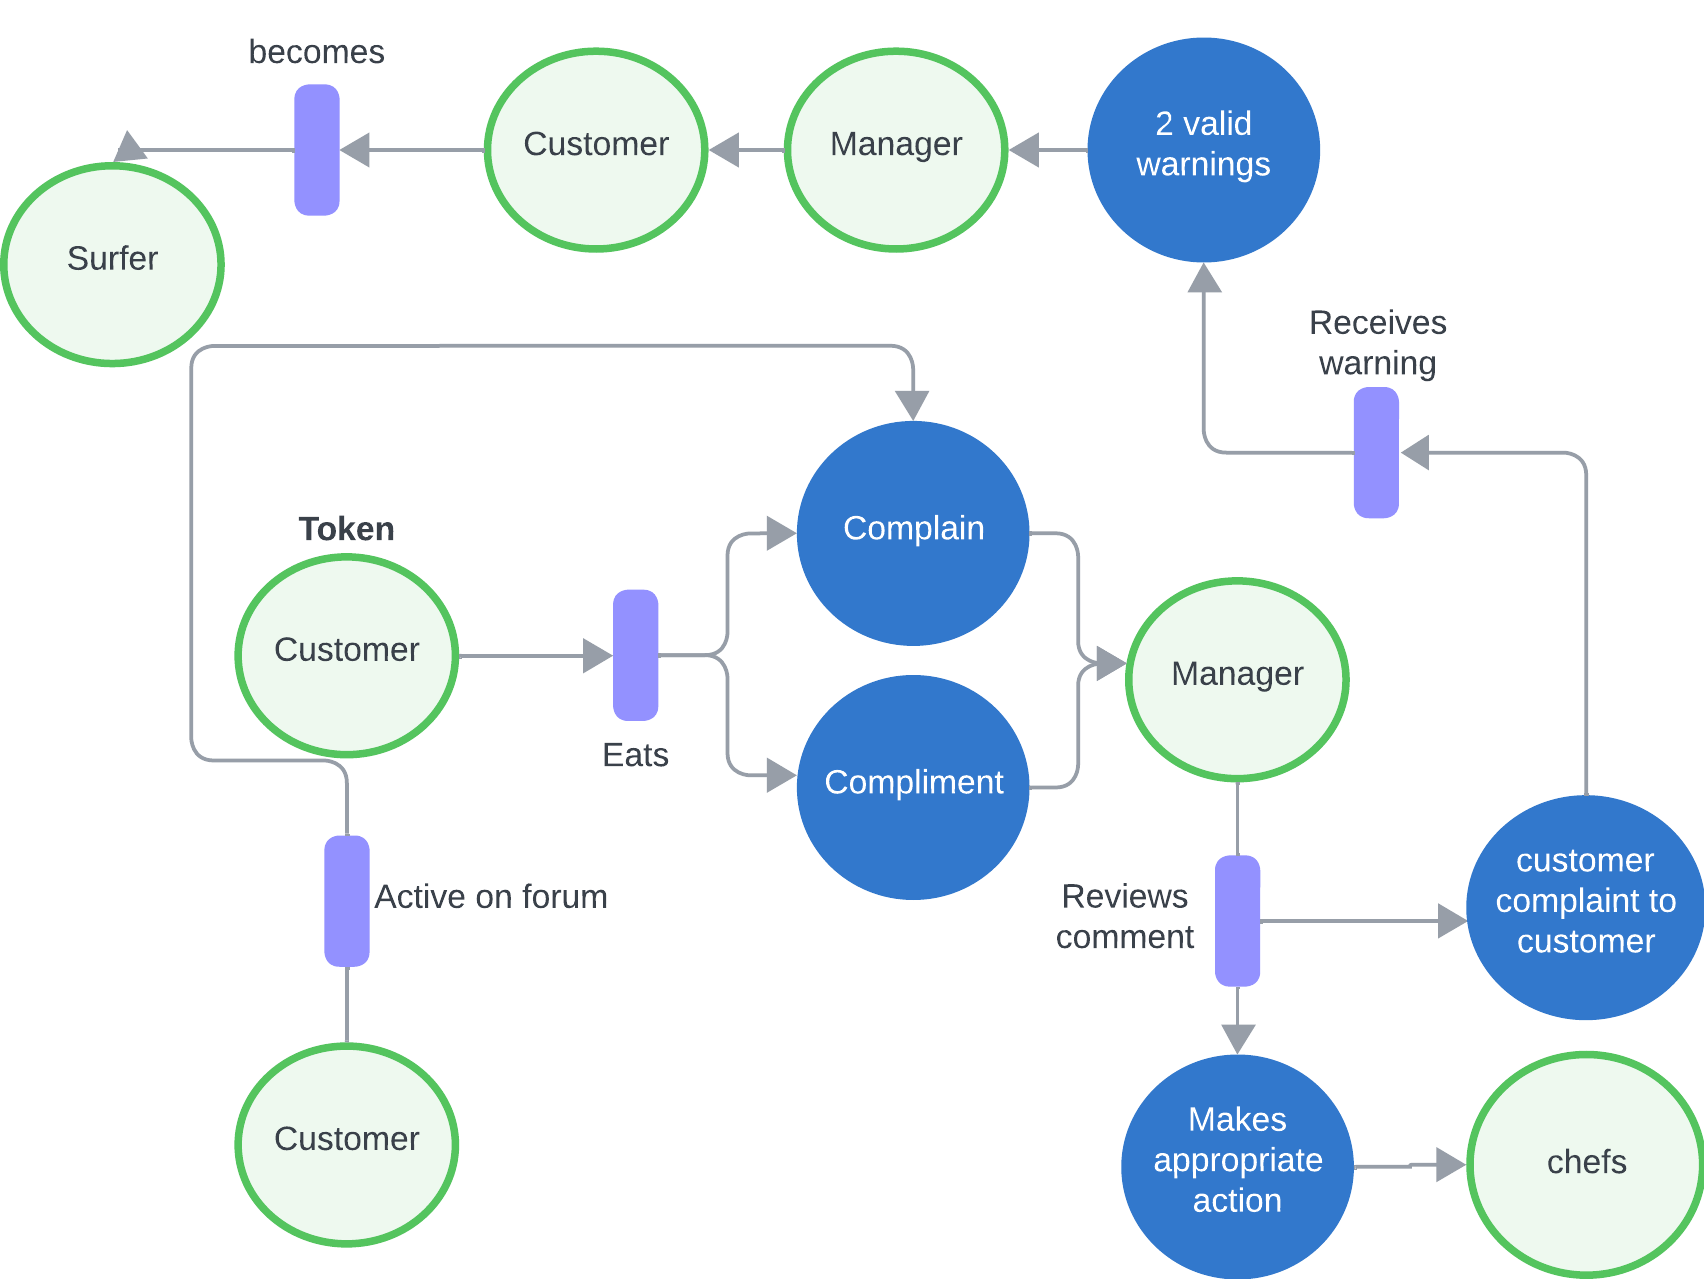 becomes
Customer
Manager
2 valid
warnings
Surfer
Receives
warning
Token
Customer
Eats
Complain
Compliment
Manager
Active on forum
Reviews
comment
customer
complaint to
customer
Customer
Makes
appropriate
action
chefs